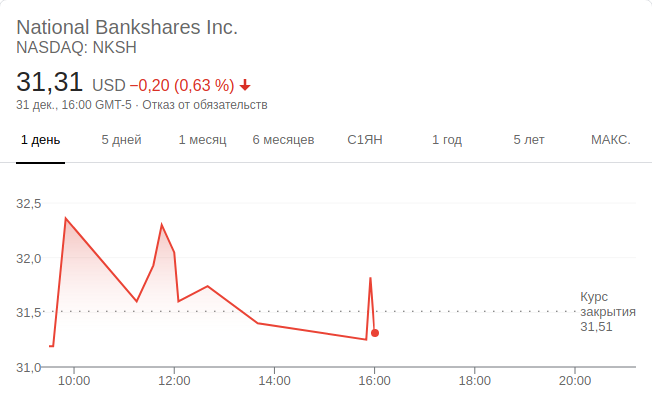 National Bankshares Inc.
NASDAQ: NKSH
31,31 USD −0,20 (0,63 %)
31 дек., 16:00 GMT-5 · Отказ от обязательств
1 день 5 дней 1 месяц 6 месяцев С1ЯН 1 год 5 лет МАКС.
32,5
32,0
31,5
31,0
Курс
закрытия
31,51
10:00 12:00 14:00 16:00 18:00 20:00